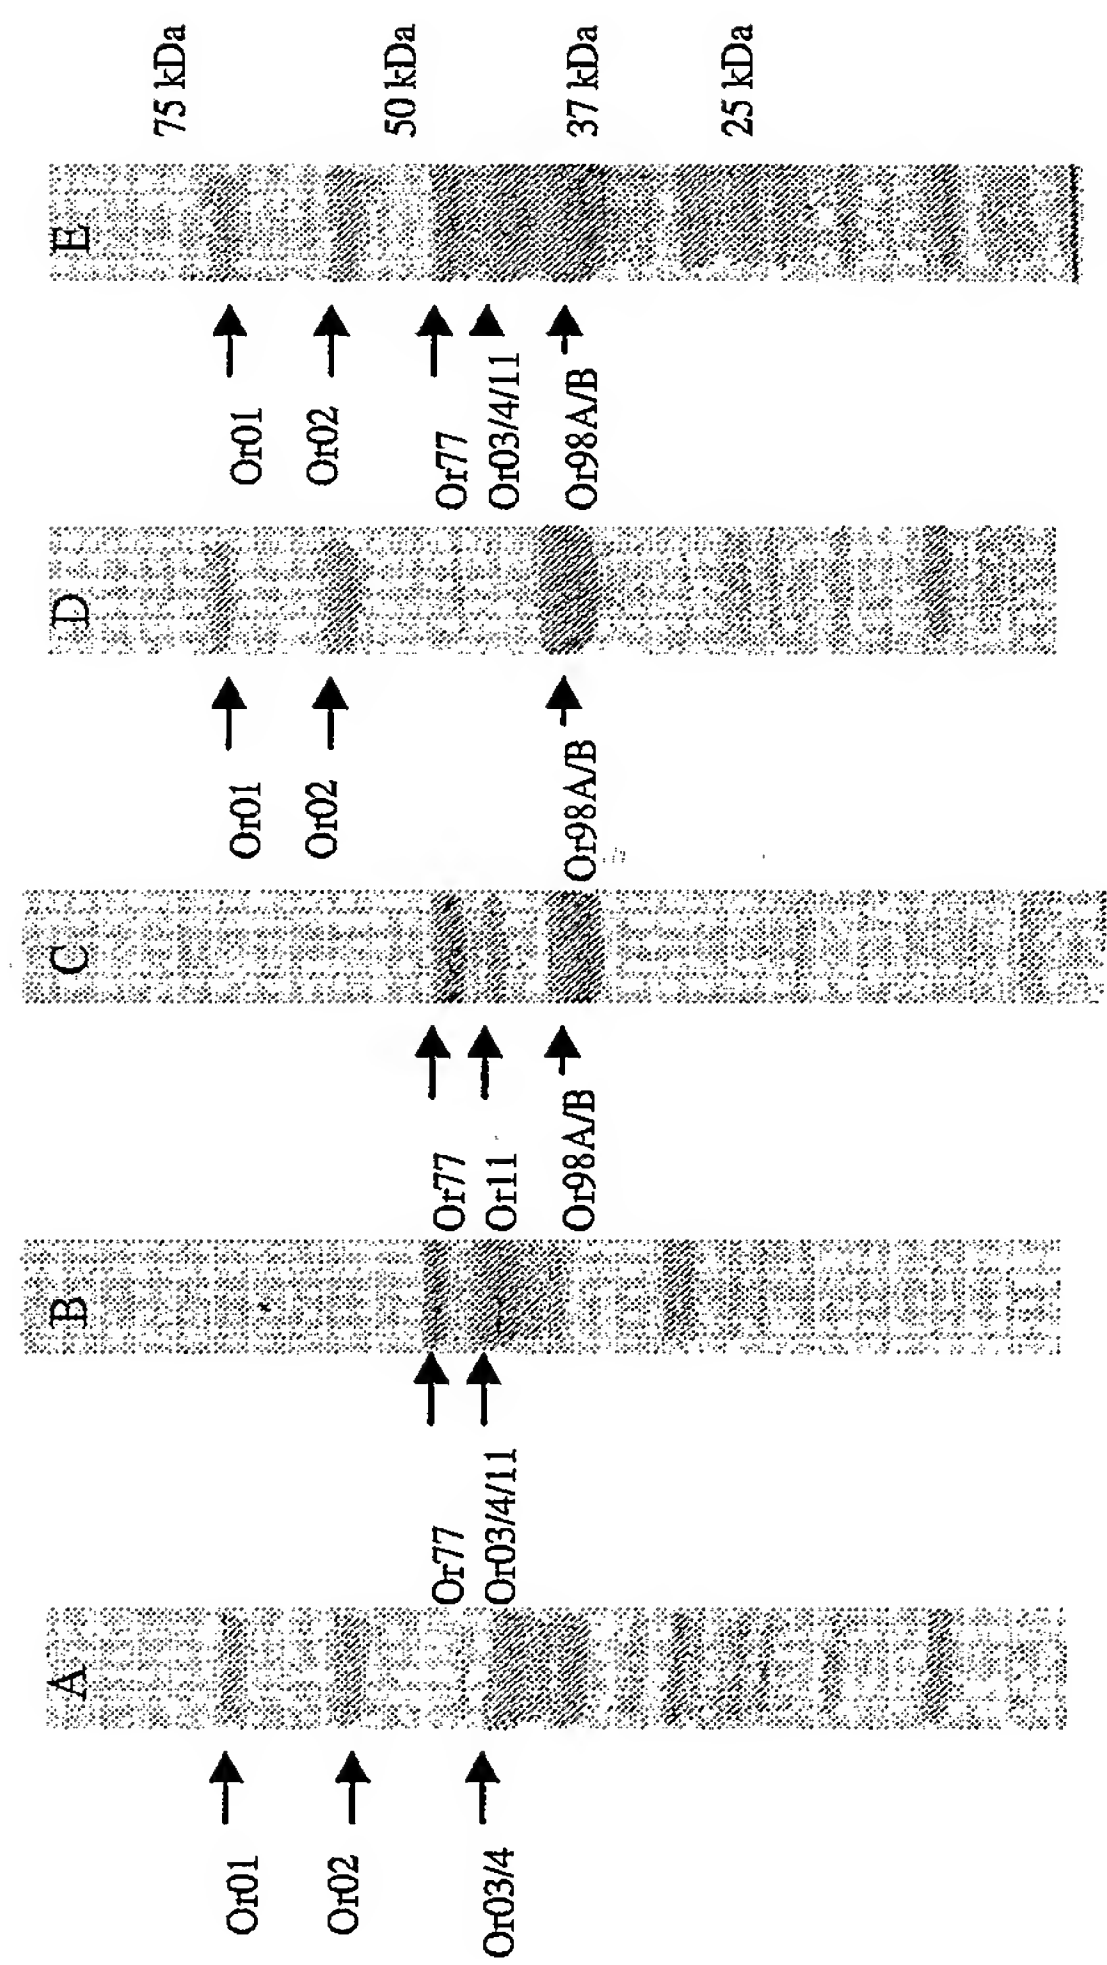 A
Or01
Or02
Or03/4
B
Or77
Or03/4/11
C
Or77
Or11
Or98A/B
D
Or01
Or02
Or98A/B
E
Or01
Or02
Or77
Or03/4/11
Or98A/B
75 kDa
50 kDa
37 kDa
25 kDa